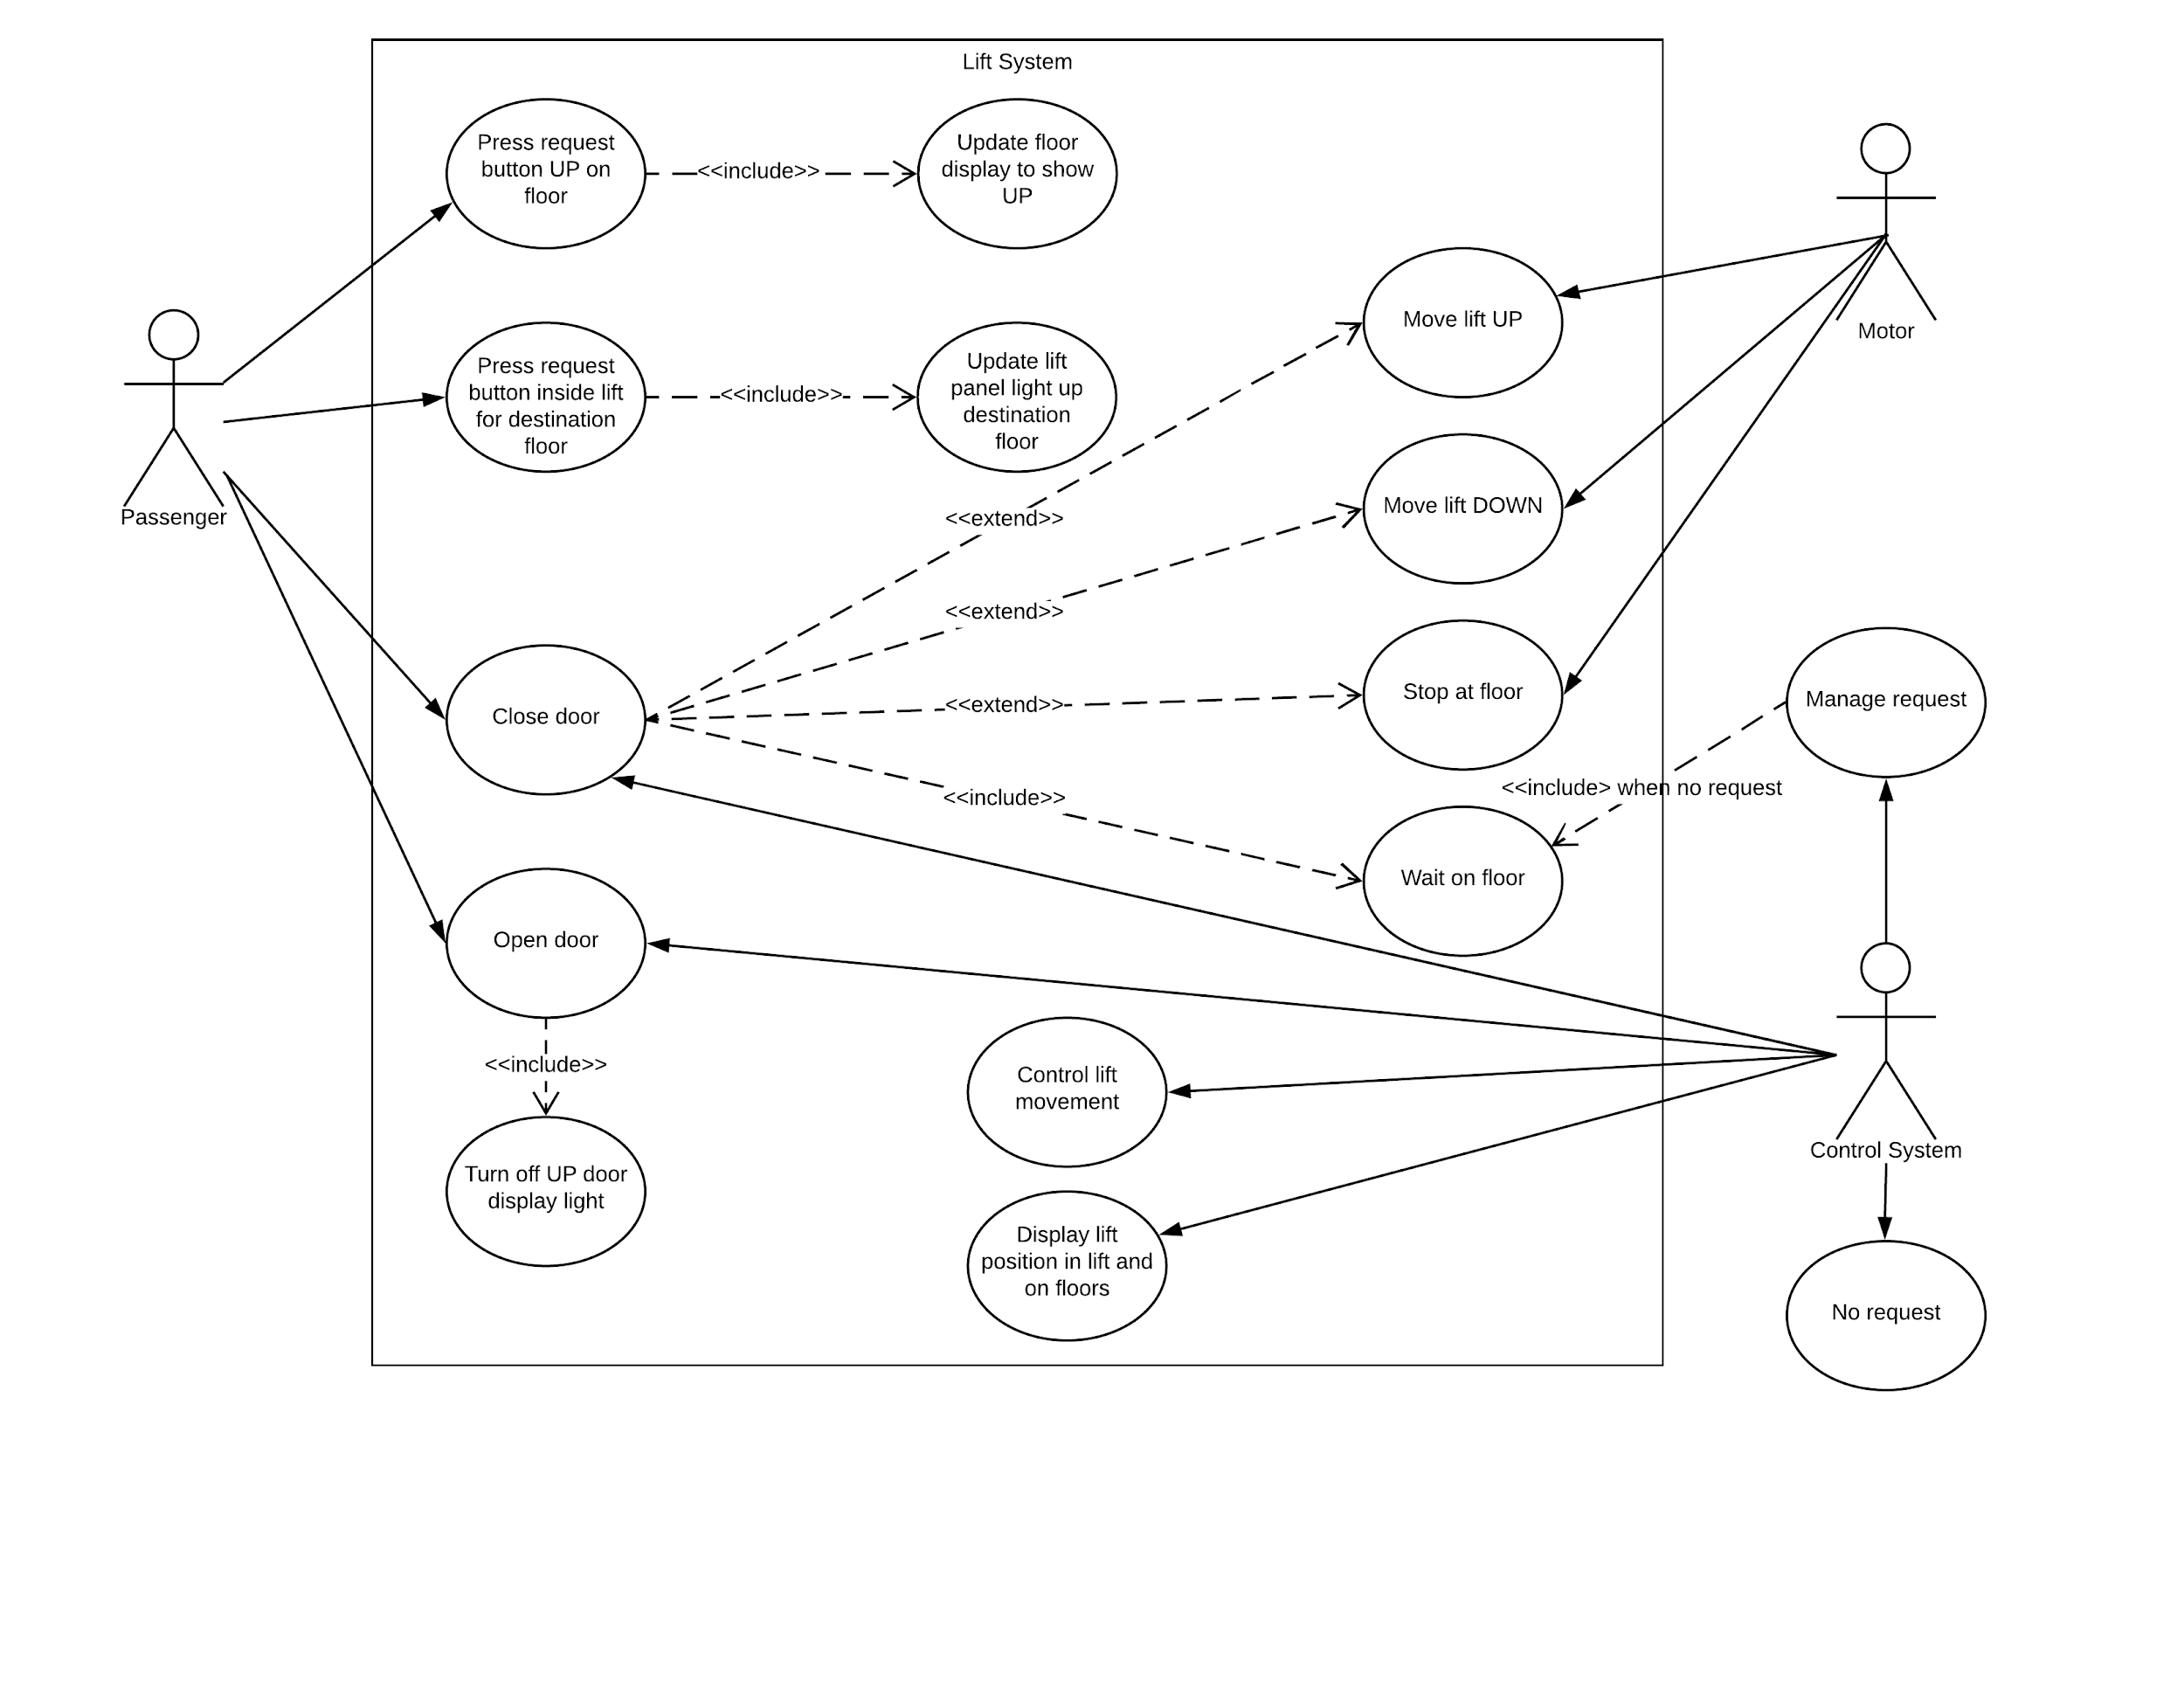 Lift System
Press request
button UP on
floor
<<include>>
Update floor
display to show
UP
Motor
Press request
button inside lift
for destination
floor
<<include>>
Update lift
panel light up
destination
floor
Move lift UP
Passenger
<<extend>>
Move lift DOWN
<<extend>>
Close door
<<extend>>
Stop at floor
Manage request
<<include>>
<<include> when no request
Wait on floor
Open door
<<include>>
Control lift
movement
Control System
Turn off UP door
display light
Display lift
position in lift and
on floors
No request